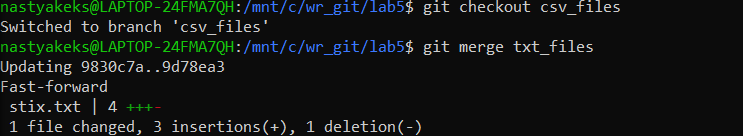 nastyakeks@LAPTOP-24FMA7QH:/mnt/c/wr_git/lab5$ git checkout csv_files
Switched to branch 'csv_files'
nastyakeks@LAPTOP-24FMA7QH:/mnt/c/wr_git/lab5$ git merge txt_files
Updating 9830c7a..9d78ea3
Fast-forward
 stix.txt | 4 +++-
 1 file changed, 3 insertions(+), 1 deletion(-)